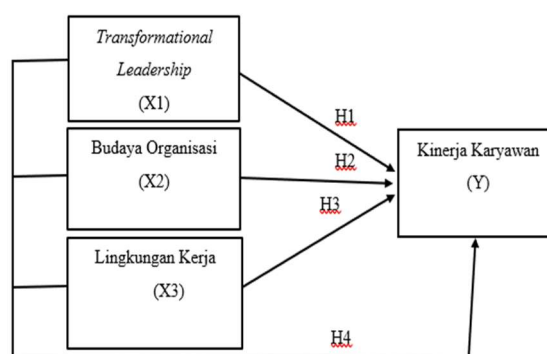 Transformational
Leadership
(X1)
H1
Budaya Organisasi
(X2)
H2
Kinerja Karyawan
(Y)
H3
Lingkungan Kerja
(X3)
H4